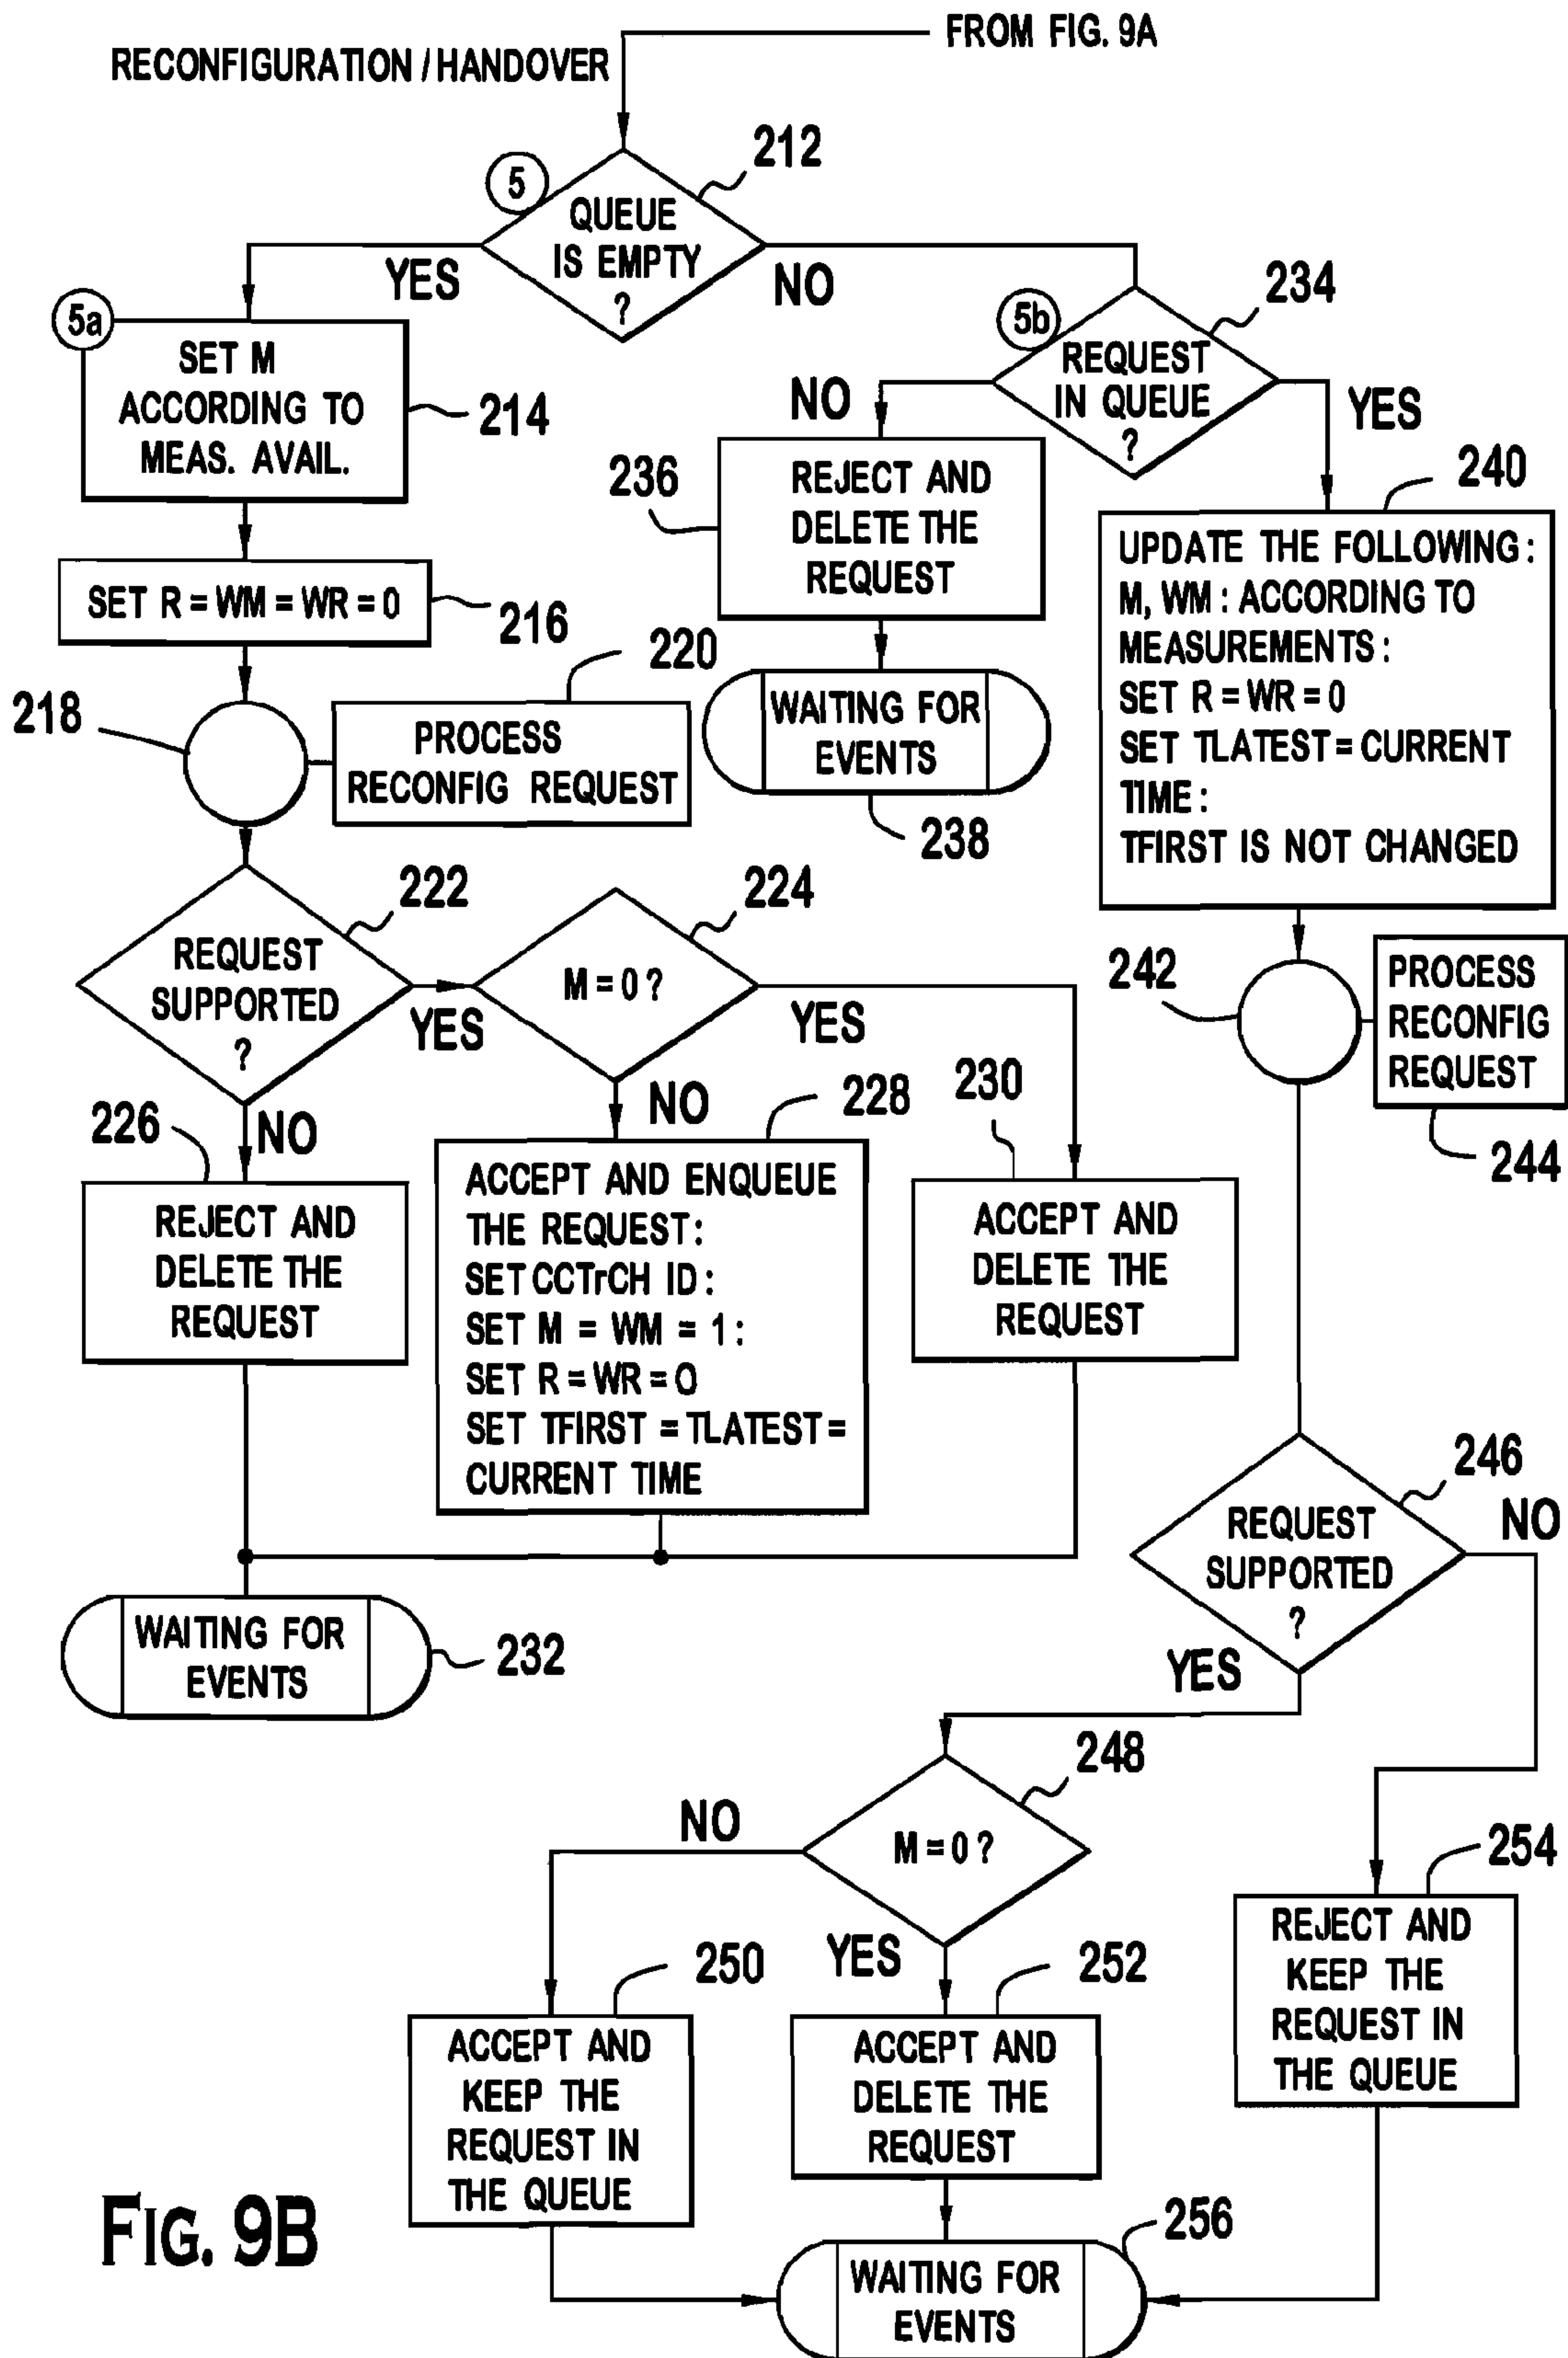 FROM FIG. 9A
RECONFIGURATION / HANDOVER
212
5
QUEUE
IS EMPTY
?
YES
NO
234
5a
5b
SET M
ACCORDING TO
MEAS. AVAIL.
214
REQUEST
IN QUEUE
?
NO
YES
236
REJECT AND
DELETE THE
REQUEST
240
UPDATE THE FOLLOWING :
M, WM : ACCORDING TO
MEASUREMENTS :
SET R = WR = 0
SET TLATEST = CURRENT
TIME :
TFIRST IS NOT CHANGED
SET R = WM = WR = 0
216
220
218
PROCESS
RECONFIG REQUEST
WAITING FOR
EVENTS
238
222
REQUEST
SUPPORTED
?
YES
224
M = 0 ?
YES
242
PROCESS
RECONFIG
REQUEST
244
226
NO
NO
228
230
REJECT AND
DELETE THE
REQUEST
ACCEPT AND ENQUEUE
THE REQUEST :
SET CCTrCH ID :
SET M = WM = 1 :
SET R = WR = 0
SET TFIRST = TLATEST =
CURRENT TIME
ACCEPT AND
DELETE THE
REQUEST
246
REQUEST
SUPPORTED
?
NO
YES
WAITING FOR
EVENTS
232
248
M = 0 ?
NO
YES
254
REJECT AND
KEEP THE
REQUEST IN
THE QUEUE
250
ACCEPT AND
KEEP THE
REQUEST IN
THE QUEUE
252
ACCEPT AND
DELETE THE
REQUEST
256
WAITING FOR
EVENTS
FIG. 9B